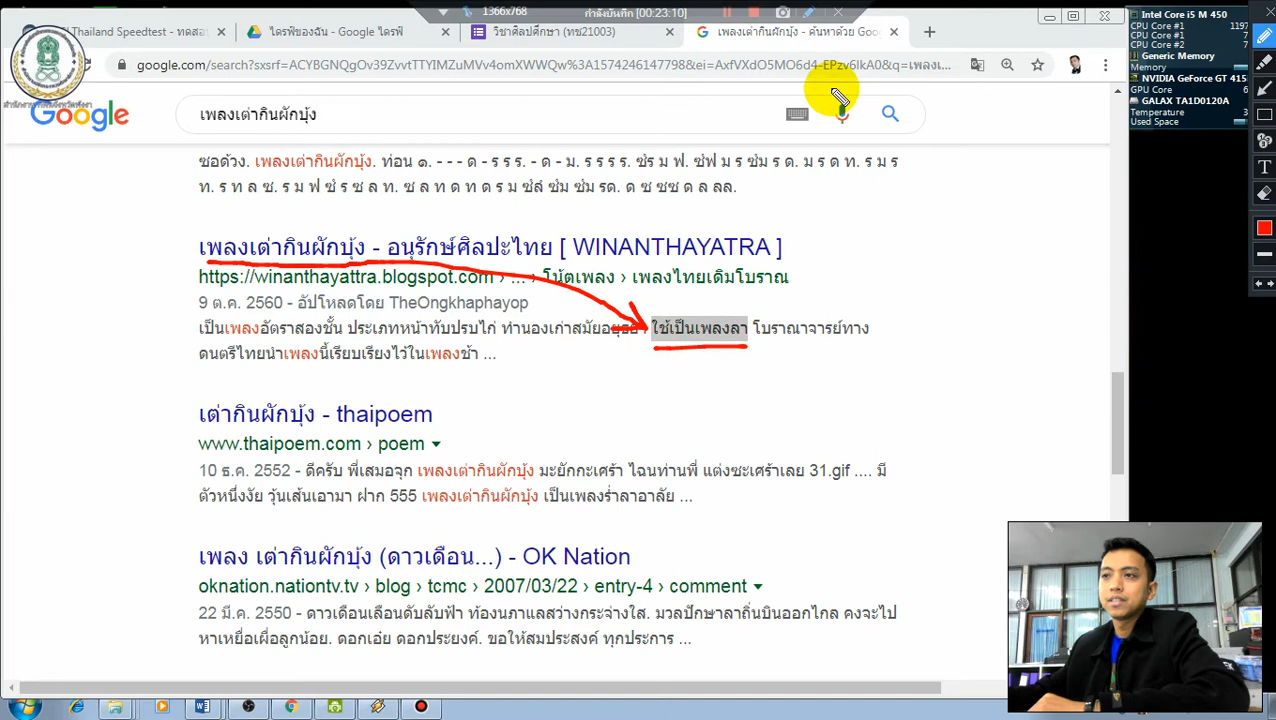 1366x768
กำลังบันทึก [00:23:10]
Thailand Speedtest - ทดส
ไดรฟ์ของฉัน - Google ไดรฟ์
วิชาศิลปศึกษา (ทช21003)
เพลงเต่ากินผักบุ้ง - ค้นหาด้วย Goo
google.com/search?sxsrf=
Google
เพลงเต่ากินผักบุ้ง
ซอด้วง. เพลงเต่ากินผักบุ้ง. ท่อน ๑. - - - ด - ร ร ร. - ด - ม. ร ร ร ร. ซํร ม ฟ. ซํฟ ม ร ซํม ร ด. ม ร ด ท. ร ม ร
ท. ร ท ล ซ. ร ม ฟ ซํ ร ซ ล ท. ซ ล ท ด ท ด ร ม ซํลํ ซํม ซํม รด. ด ซ ซซ ด ล ลล.
เพลงเต่ากินผักบุ้ง - อนุรักษ์ศิลปะไทย [ WINANTHAYATRA ]
https://winanthayattra.blogspot.com › ... › โน้ตเพลง › เพลงไทยเดิมโบราณ
9 ต.ค. 2560 - อัปโหลดโดย TheOngkhaphayop
เป็นเพลงอัตราสองชั้น ประเภทหน้าทับปรบไก่ ทำนองเก่าสมัยอยุธยา ใช้เป็นเพลงลา โบราณาจารย์ทาง
ดนตรีไทยนำเพลงนี้เรียบเรียงไว้ในเพลงช้า ...
เต่ากินผักบุ้ง - thaipoem
www.thaipoem.com › poem
10 ธ.ค. 2552 - ดีครับ พี่เสมอจุก เพลงเต่ากินผักบุ้ง มะยักกะเศร้า ไฉนท่านพี่ แต่งซะเศร้าเลย 31.gif .... มี
ตัวหนึ่งงัย วุ้นเส้นเอามา ฝาก 555 เพลงเต่ากินผักบุ้ง เป็นเพลงร่ำลาอาลัย ...
เพลง เต่ากินผักบุ้ง (ดาวเดือน...) - OK Nation
oknation.nationtv.tv › blog › tcmc › 2007/03/22 › entry-4 › comment
22 มี.ค. 2550 - ดาวเดือนเลือนดับลับฟ้า ท้องนภาแสงสว่างกระจ่างใส. มวลปักษาลาถิ่นบินออกไกล คงจะไป
หาเหยื่อเผื่อลูกน้อย. ดอกเอ๋ย ดอกประยงค์. ขอให้สมประสงค์ ทุกประการ ...
Intel Core i5 M 450
CPU Core #1 1197
CPU Core #1 7
CPU Core #2 7
Generic Memory
Memory
NVIDIA GeForce GT 415
GPU Core 6
GALAX TA1D0120A
Temperature 3
Used Space